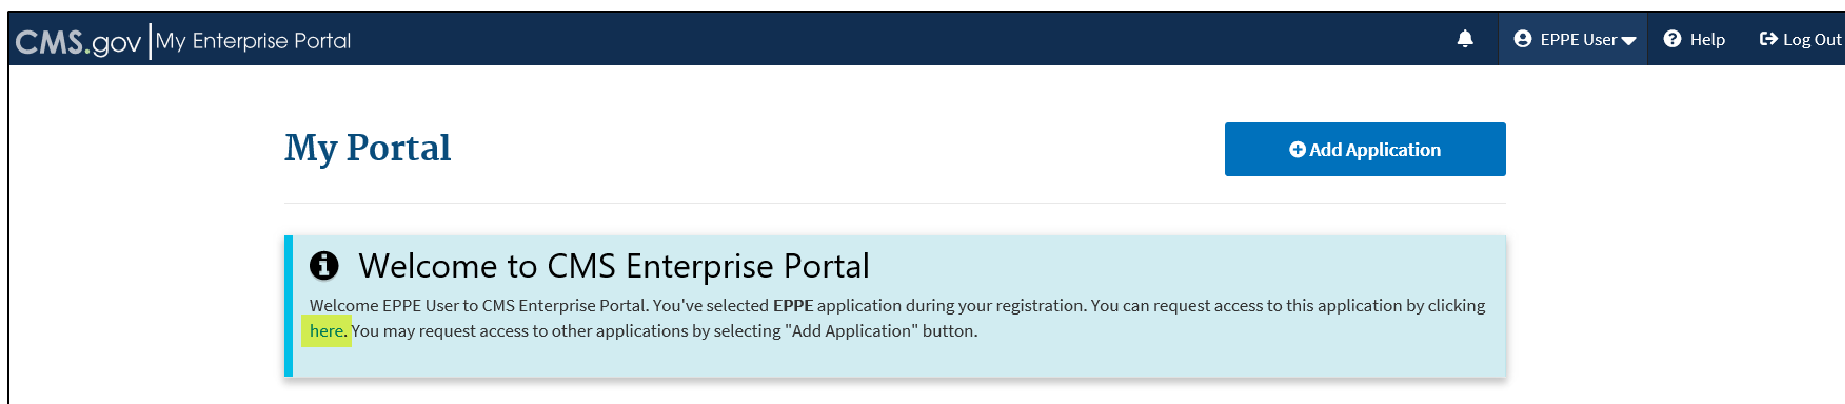 CMS.gov My Enterprise Portal
EPPE User Help Log Out
My Portal
Add Application
Welcome to CMS Enterprise Portal
Welcome EPPE User to CMS Enterprise Portal. You've selected EPPE application during your registration. You can request access to this application by clicking
here. You may request access to other applications by selecting "Add Application" button.